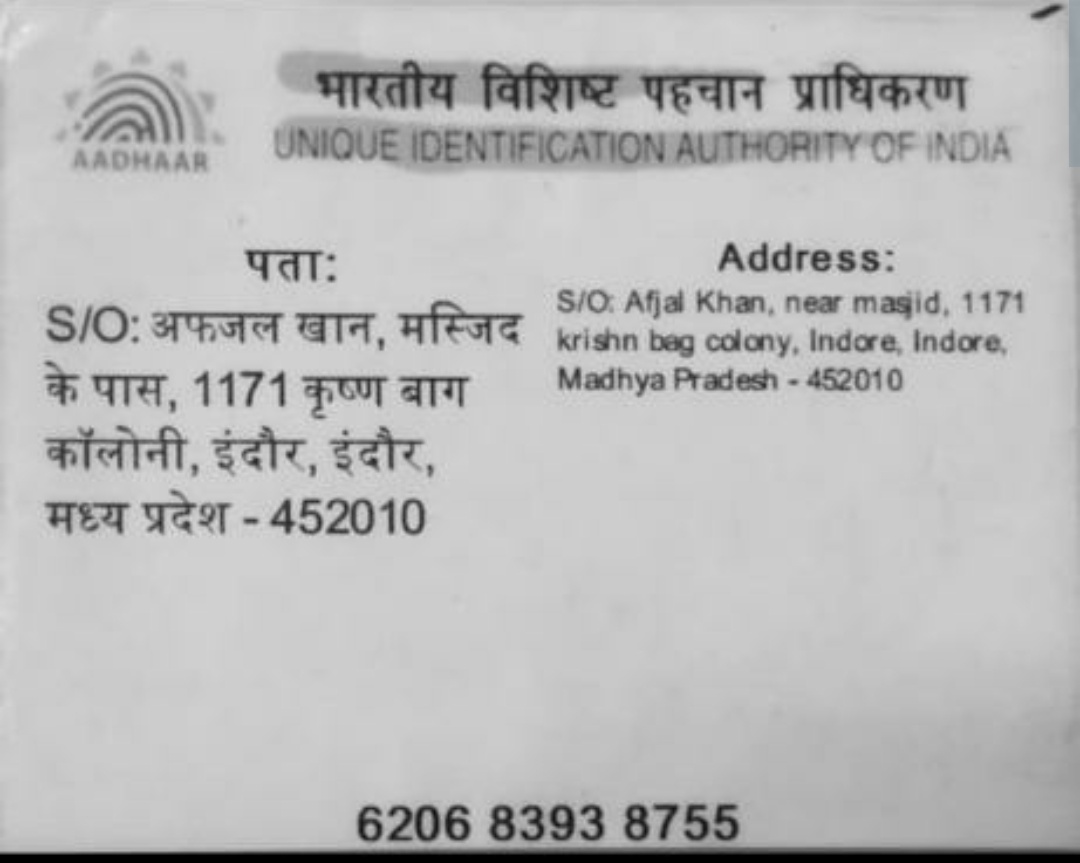 AADHAAR
भारतीय विशिष्ट पहचान प्राधिकरण
UNIQUE IDENTIFICATION AUTHORITY OF INDIA
पता:
S/O: अफजल खान, मस्जिद
के पास, 1171 कृष्ण बाग
कॉलोनी, इंदौर, इंदौर,
मध्य प्रदेश - 452010
Address:
S/O: Afjal Khan, near masjid, 1171
krishn bag colony, Indore, Indore,
Madhya Pradesh - 452010
6206 8393 8755